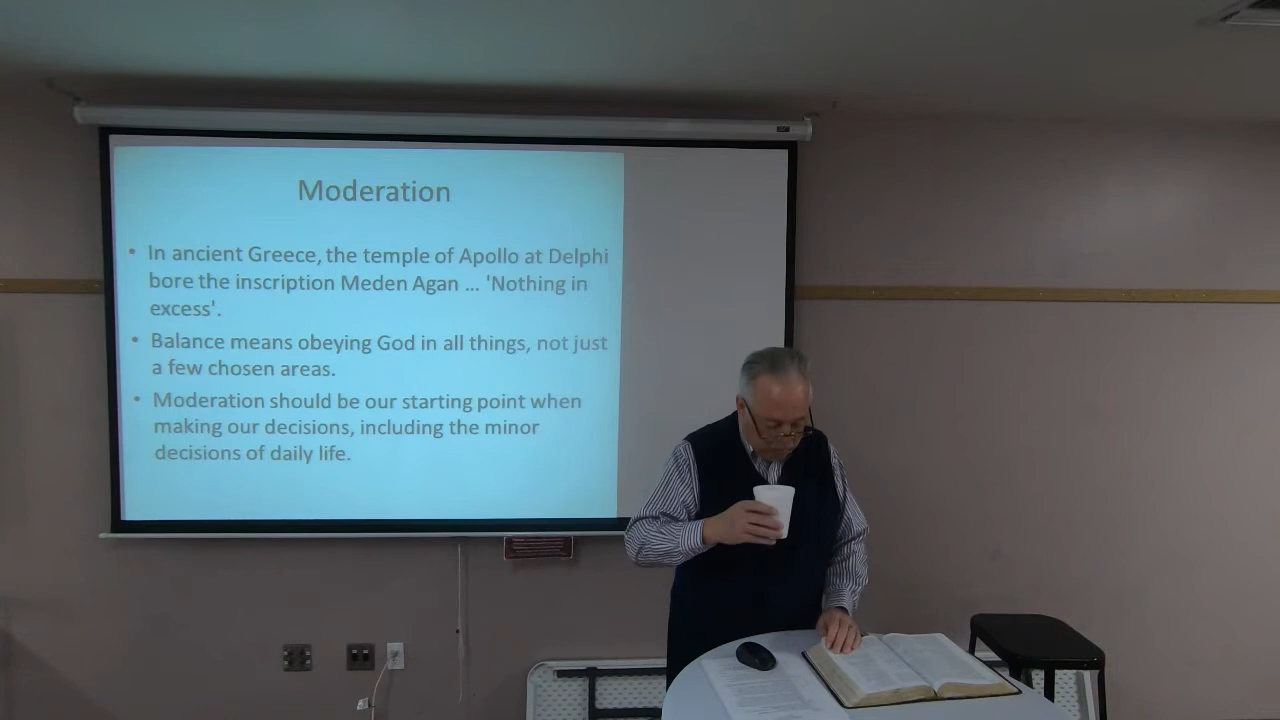 Moderation
• In ancient Greece, the temple of Apollo at Delphi
bore the inscription Meden Agan ... 'Nothing in
excess'.
• Balance means obeying God in all things, not just
a few chosen areas.
• Moderation should be our starting point when
making our decisions, including the minor
decisions of daily life.